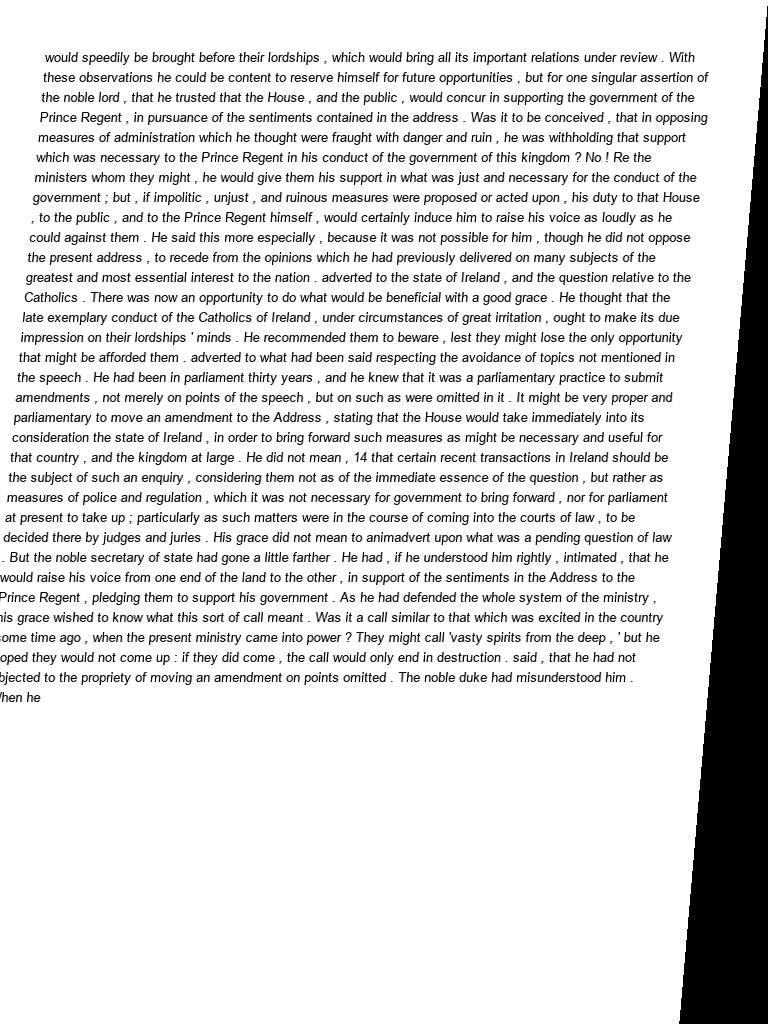 would speedily be brought before their lordships , which would bring all its important relations under review . With
these observations he could be content to reserve himself for future opportunities , but for one singular assertion of
the noble lord , that he trusted that the House , and the public , would concur in supporting the government of the
Prince Regent , in pursuance of the sentiments contained in the address . Was it to be conceived , that in opposing
measures of administration which he thought were fraught with danger and ruin , he was withholding that support
which was necessary to the Prince Regent in his conduct of the government of this kingdom ? No ! Re the
ministers whom they might , he would give them his support in what was just and necessary for the conduct of the
government ; but , if impolitic , unjust , and ruinous measures were proposed or acted upon , his duty to that House
, to the public , and to the Prince Regent himself , would certainly induce him to raise his voice as loudly as he
could against them . He said this more especially , because it was not possible for him , though he did not oppose
the present address , to recede from the opinions which he had previously delivered on many subjects of the
greatest and most essential interest to the nation . adverted to the state of Ireland , and the question relative to the
Catholics . There was now an opportunity to do what would be beneficial with a good grace . He thought that the
late exemplary conduct of the Catholics of Ireland , under circumstances of great irritation , ought to make its due
impression on their lordships ' minds . He recommended them to beware , lest they might lose the only opportunity
that might be afforded them . adverted to what had been said respecting the avoidance of topics not mentioned in
the speech . He had been in parliament thirty years , and he knew that it was a parliamentary practice to submit
amendments , not merely on points of the speech , but on such as were omitted in it . It might be very proper and
parliamentary to move an amendment to the Address , stating that the House would take immediately into its
consideration the state of Ireland , in order to bring forward such measures as might be necessary and useful for
that country , and the kingdom at large . He did not mean , 14 that certain recent transactions in Ireland should be
the subject of such an enquiry , considering them not as of the immediate essence of the question , but rather as
measures of police and regulation , which it was not necessary for government to bring forward , nor for parliament
at present to take up ; particularly as such matters were in the course of coming into the courts of law , to be
decided there by judges and juries . His grace did not mean to animadvert upon what was a pending question of law
. But the noble secretary of state had gone a little farther . He had , if he understood him rightly , intimated , that he
would raise his voice from one end of the land to the other , in support of the sentiments in the Address to the
Prince Regent , pledging them to support his government . As he had defended the whole system of the ministry ,
his grace wished to know what this sort of call meant . Was it a call similar to that which was excited in the country
some time ago , when the present ministry came into power ? They might call 'vasty spirits from the deep , ' but he
oped they would not come up : if they did come , the call would only end in destruction . said , that he had not
bjected to the propriety of moving an amendment on points omitted . The noble duke had misunderstood him .
When he